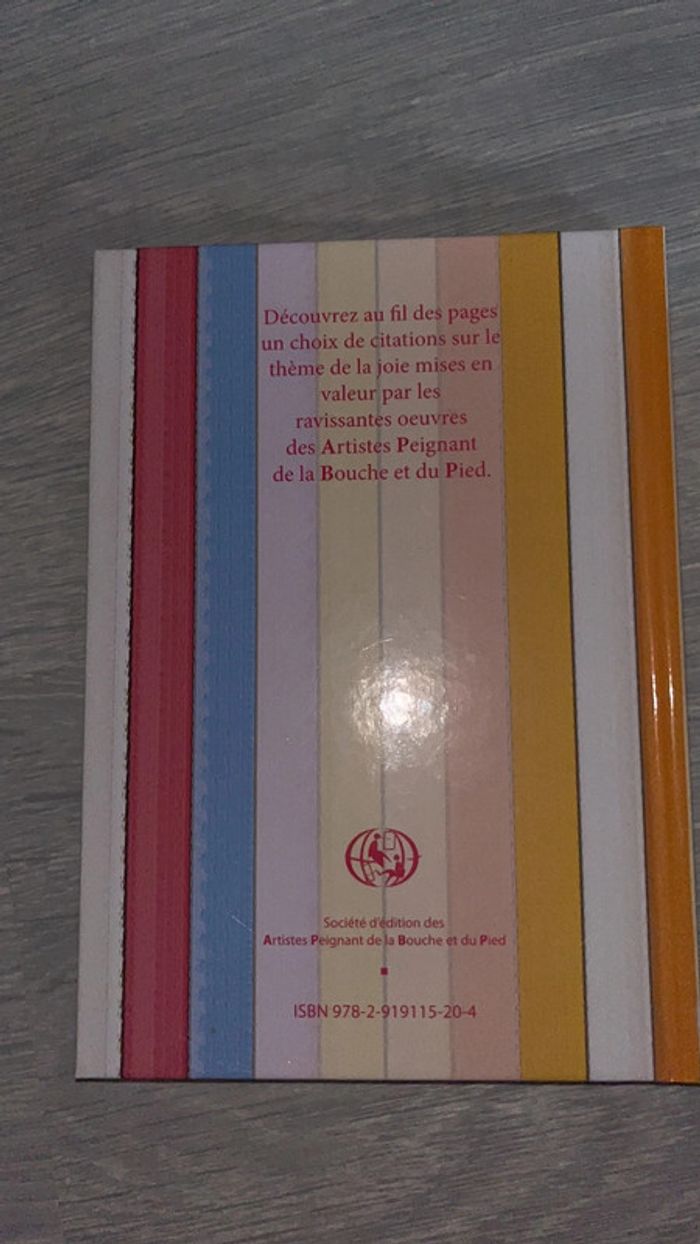 Découvrez au fil des pages
un choix de citations sur le
thème de la joie mises en
valeur par les
ravissantes oeuvres
des Artistes Peignant
de la Bouche et du Pied.
Société d'édition des
Artistes Peignant de la Bouche et du Pied
ISBN 978-2-919115-20-4